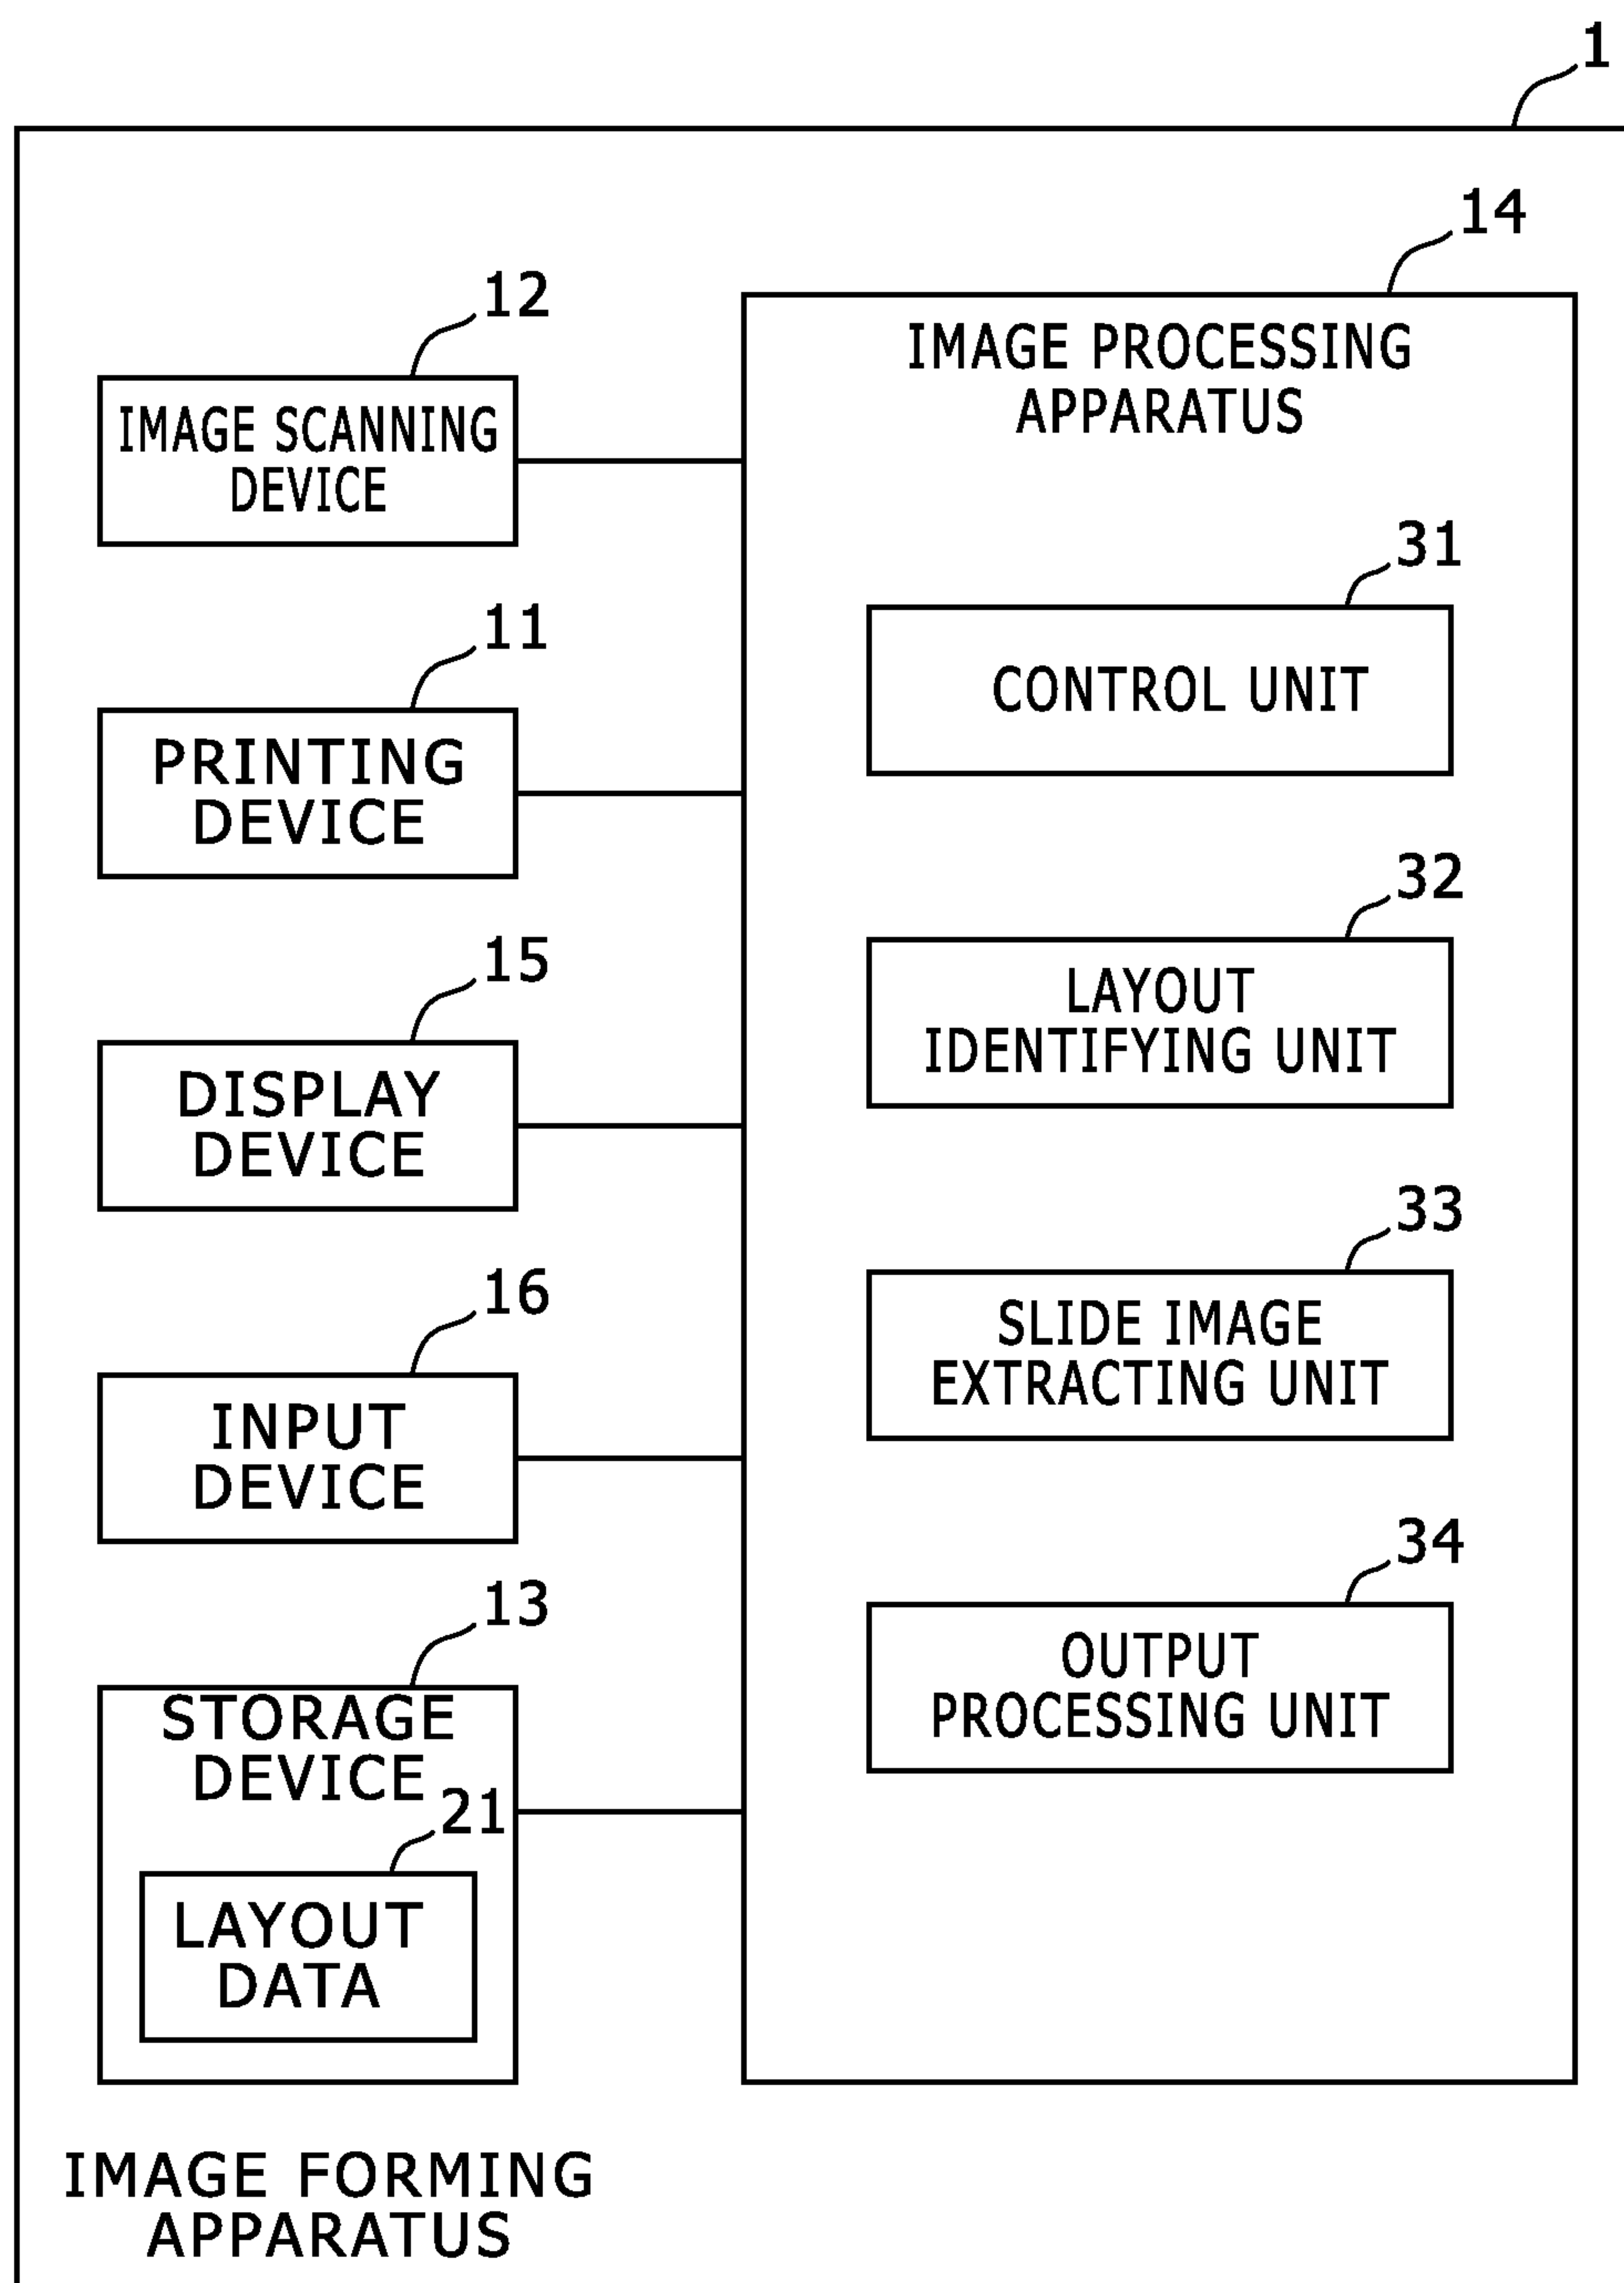 1
14
12
IMAGE PROCESSING
APPARATUS
IMAGE SCANNING
DEVICE
31
CONTROL UNIT
11
PRINTING
DEVICE
32
LAYOUT
IDENTIFYING UNIT
15
DISPLAY
DEVICE
33
SLIDE IMAGE
EXTRACTING UNIT
16
INPUT
DEVICE
34
OUTPUT
PROCESSING UNIT
13
STORAGE
DEVICE
21
LAYOUT
DATA
IMAGE FORMING
APPARATUS